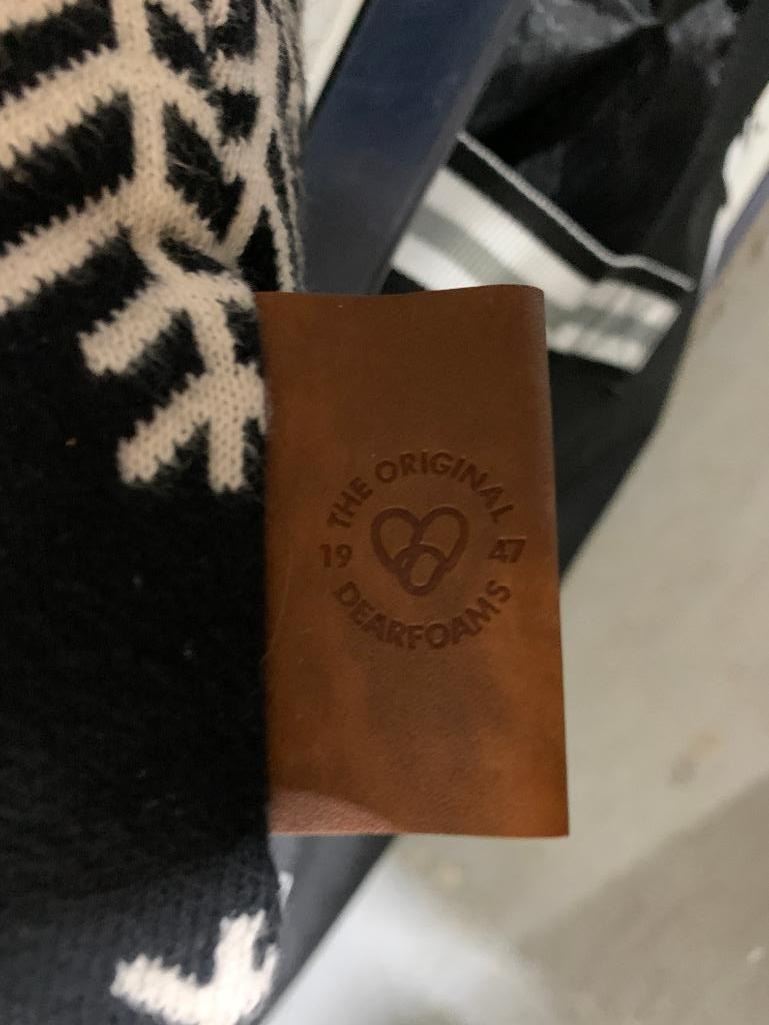 THE ORIGINAL
19 47
DEARFOAMS